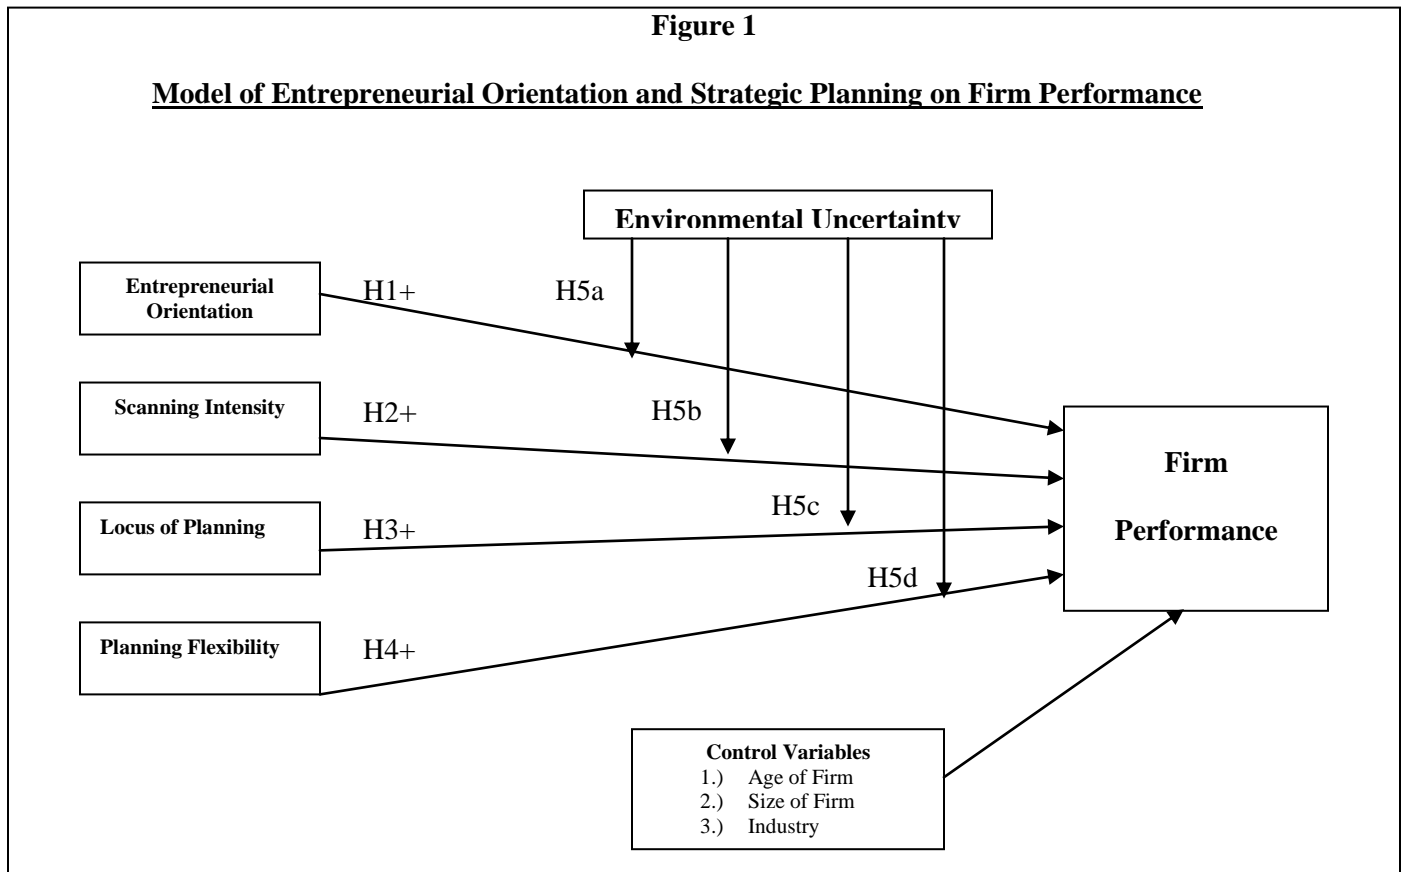 Figure 1
Model of Entrepreneurial Orientation and Strategic Planning on Firm Performance
Environmental Uncertainty
Entrepreneurial
Orientation
H1+
H5a
Scanning Intensity
H2+
H5b
Firm
Performance
Locus of Planning
H3+
H5c
H5d
Planning Flexibility
H4+
Control Variables
1.) Age of Firm
2.) Size of Firm
3.) Industry